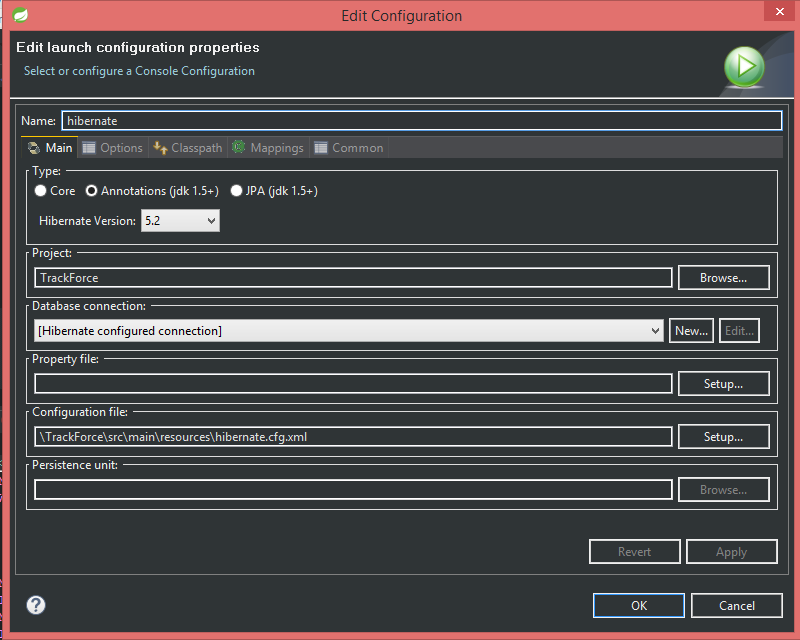 Edit Configuration
Edit launch configuration properties
Select or configure a Console Configuration
Name: hibernate
Main Options Classpath Mappings Common
Type:
Core Annotations (jdk 1.5+) JPA (jdk 1.5+)
Hibernate Version: 5.2
Project:
TrackForce Browse...
Database connection:
[Hibernate configured connection] New... Edit...
Property file:
Setup...
Configuration file:
\TrackForce\src\main\resources\hibernate.cfg.xml Setup...
Persistence unit:
Browse...
Revert Apply
OK Cancel